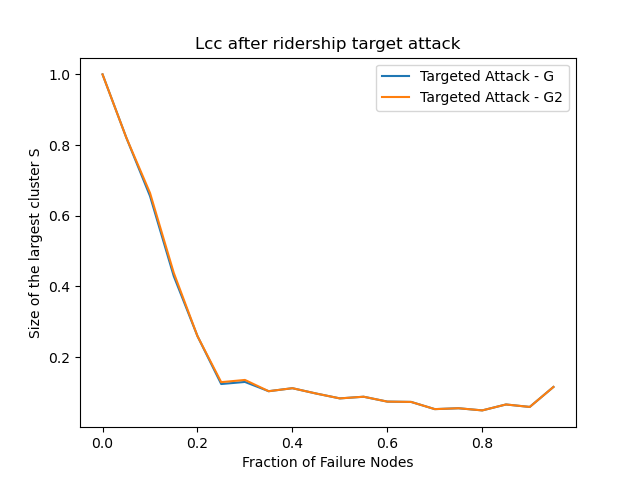 Lcc after ridership target attack
Targeted Attack - G
Targeted Attack - G2
Size of the largest cluster S
1.0
0.8
0.6
0.4
0.2
0.0
0.2
0.4
0.6
0.8
Fraction of Failure Nodes